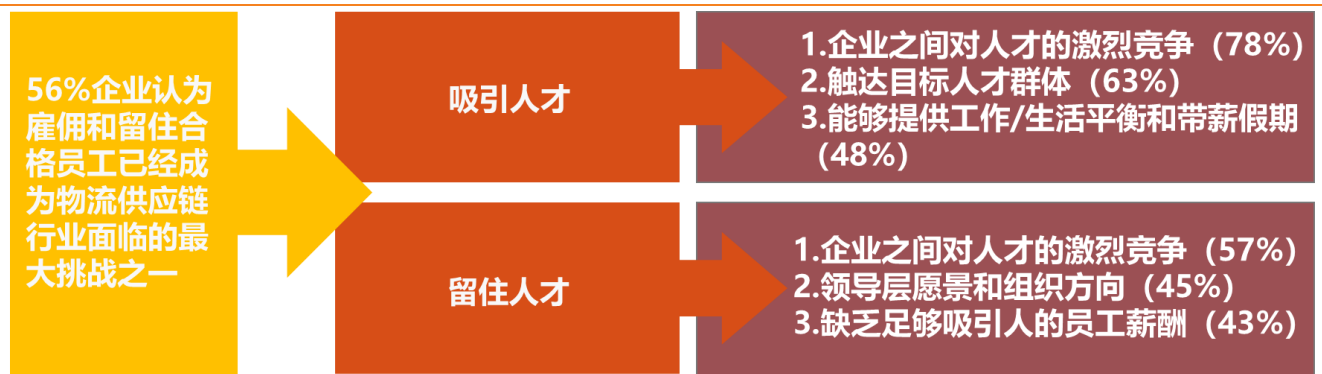 56%企业认为
雇佣和留住合
格员工已经成
为物流供应链
行业面临的最
大挑战之一
吸引人才
1.企业之间对人才的激烈竞争（78%）
2.触达目标人才群体（63%）
3.能够提供工作/生活平衡和带薪假期
（48%）
留住人才
1.企业之间对人才的激烈竞争（57%）
2.领导层愿景和组织方向（45%）
3.缺乏足够吸引人的员工薪酬（43%）